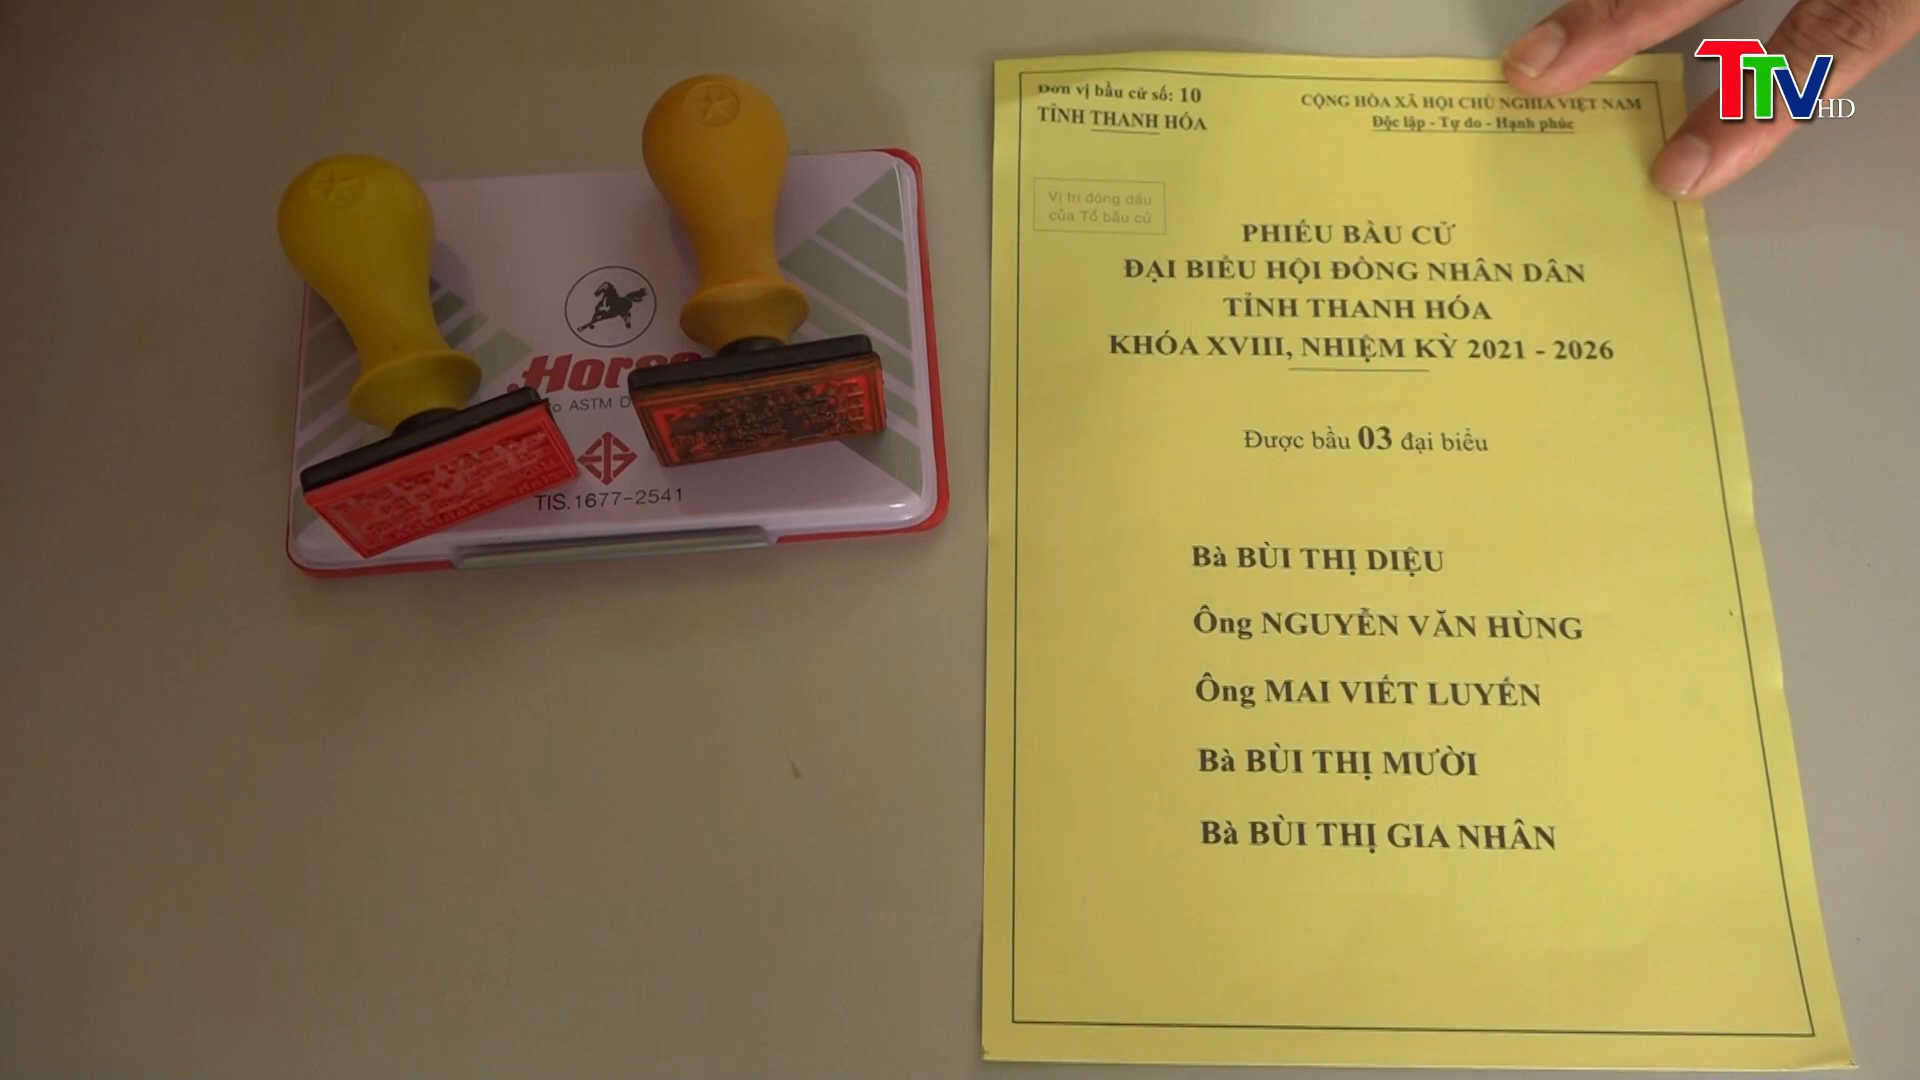 TTV HD
Đơn vị bầu cử số: 10
TỈNH THANH HÓA
CỘNG HÒA XÃ HỘI CHỦ NGHĨA VIỆT NAM
Độc lập - Tự do - Hạnh phúc
Vị trí đóng dấu
của Tổ bầu cử
PHIẾU BẦU CỬ
ĐẠI BIỂU HỘI ĐỒNG NHÂN DÂN
TỈNH THANH HÓA
KHÓA XVIII, NHIỆM KỲ 2021 - 2026
Được bầu 03 đại biểu
Bà BÙI THỊ DIỆU
Ông NGUYỄN VĂN HÙNG
Ông MAI VIẾT LUYẾN
Bà BÙI THỊ MƯỜI
Bà BÙI THỊ GIA NHÂN
to ASTM D
TIS.1677-2541